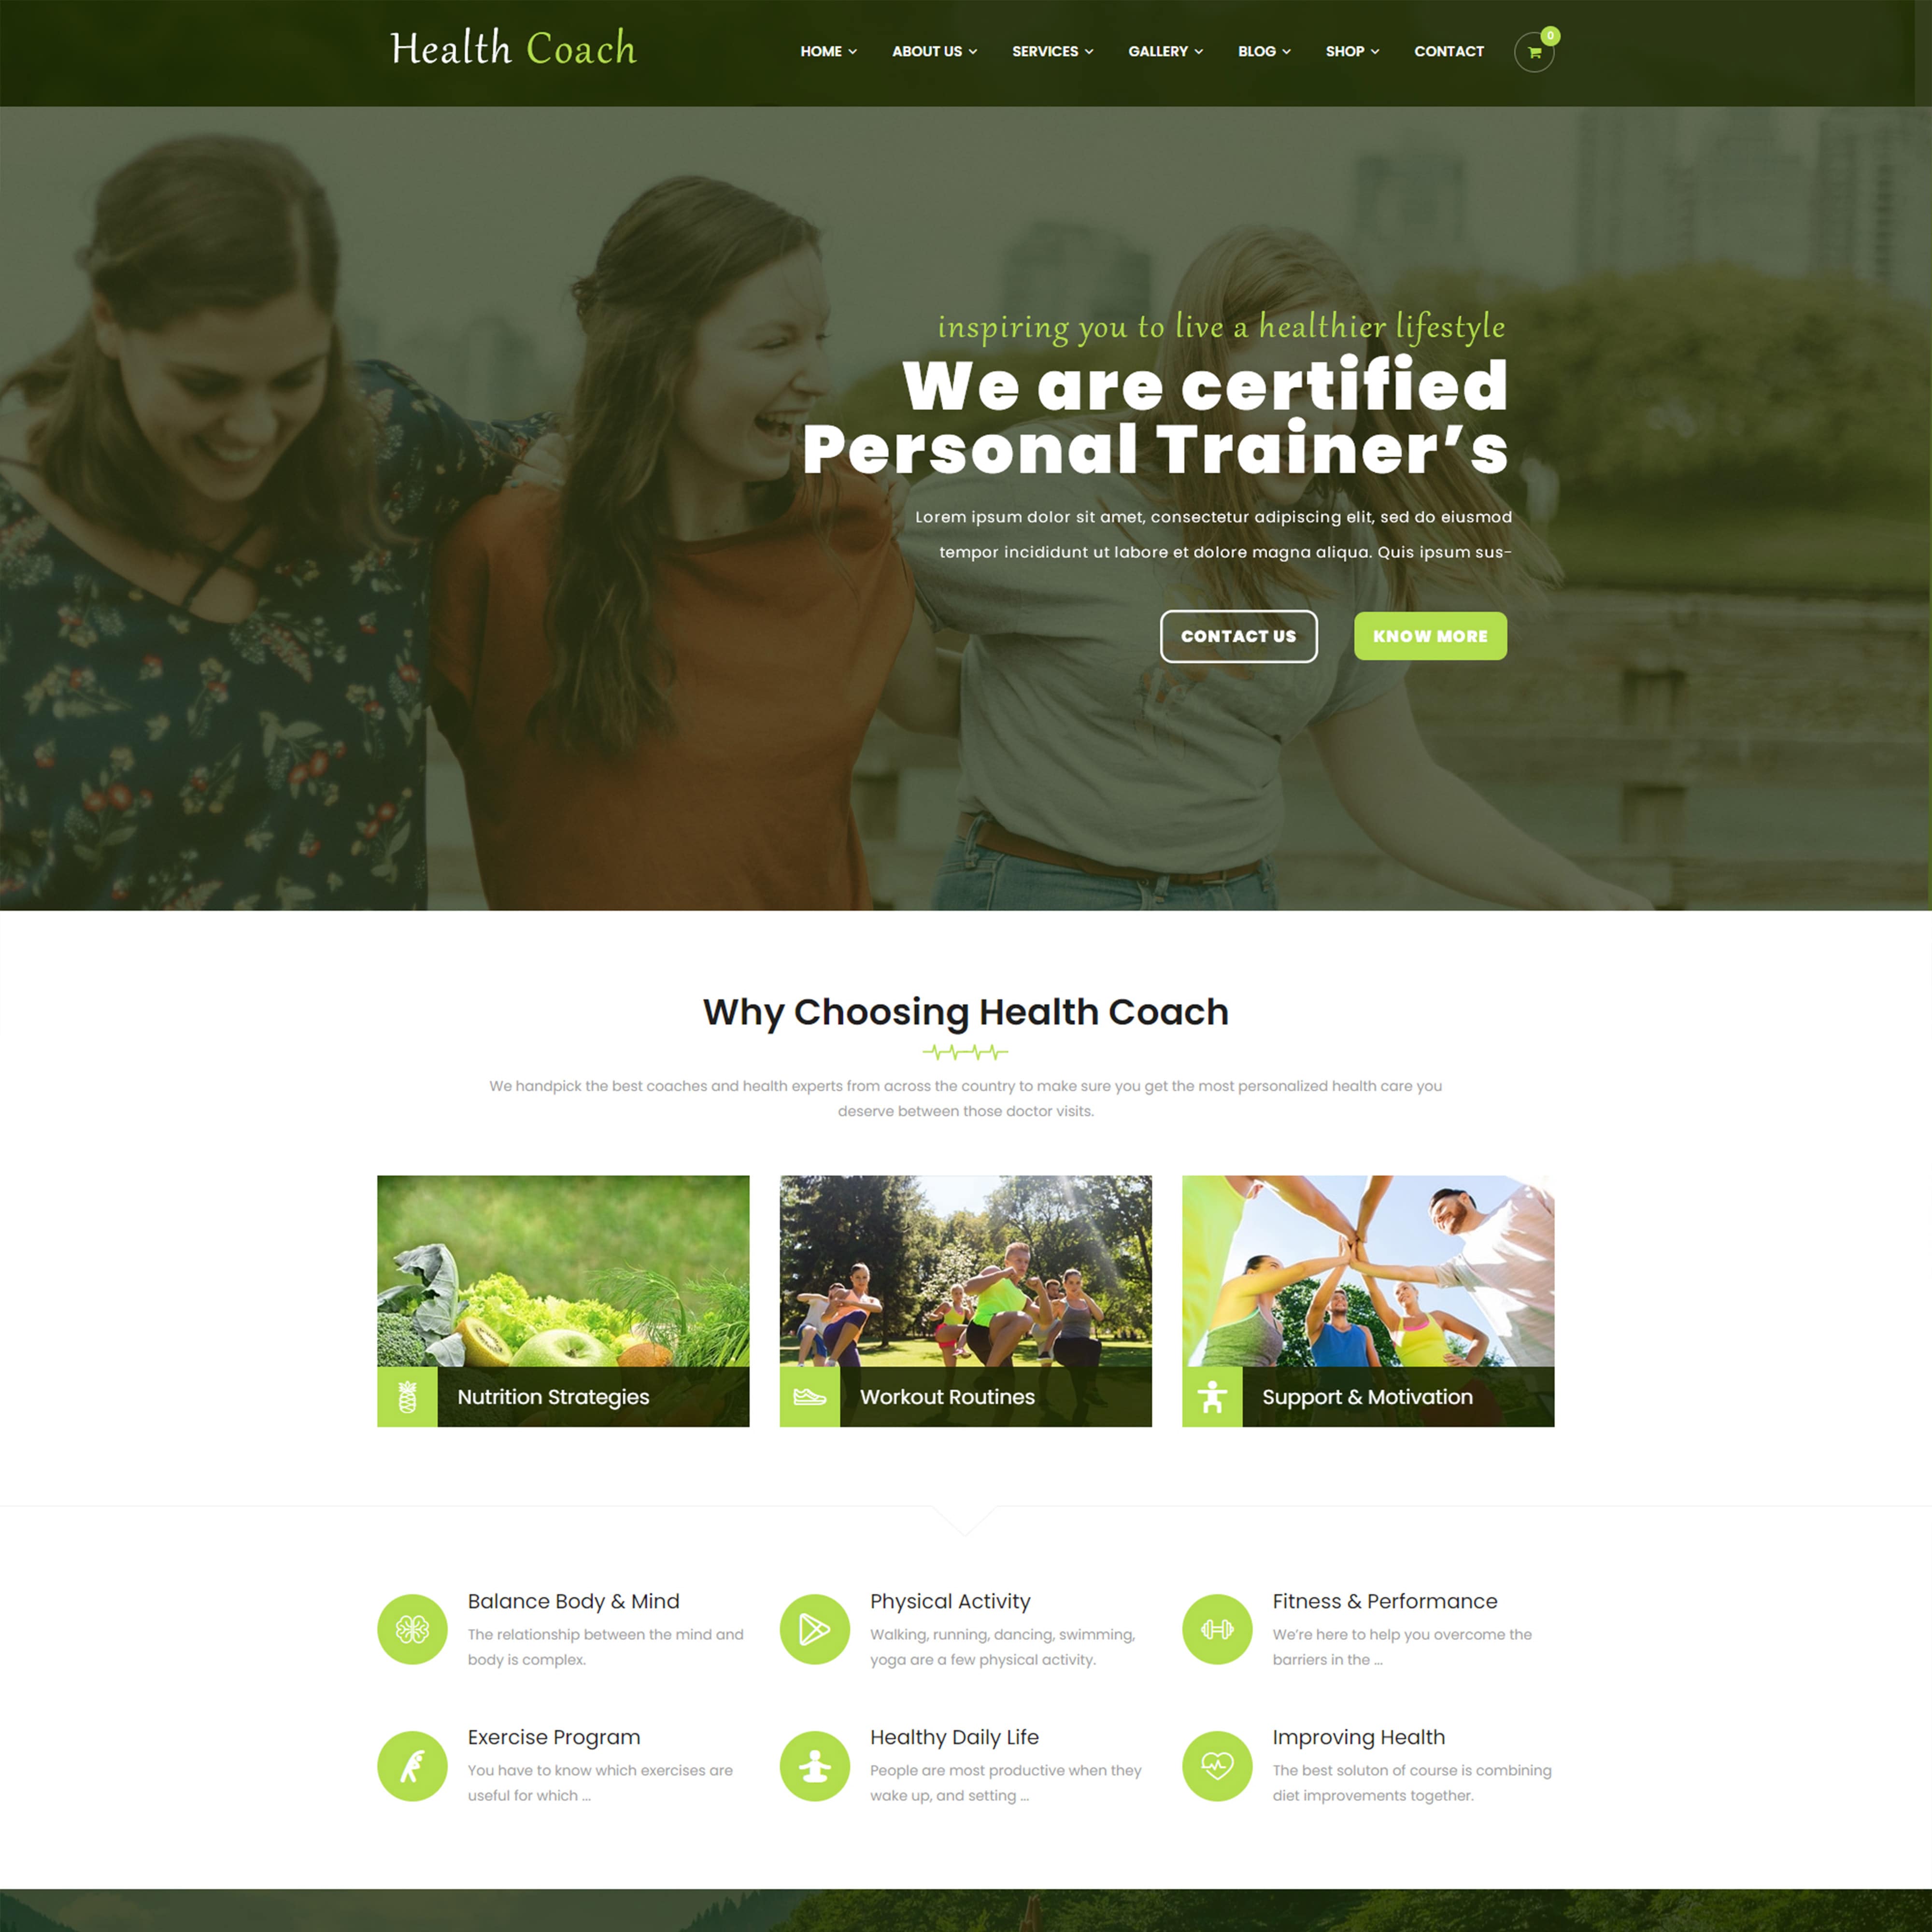 Health Coach
HOME ABOUT US SERVICES GALLERY BLOG SHOP CONTACT 0
inspiring you to live a healthier lifestyle
We are certified
Personal Trainer’s
Lorem ipsum dolor sit amet, consectetur adipiscing elit, sed do eiusmod
tempor incididunt ut labore et dolore magna aliqua. Quis ipsum sus-
CONTACT US KNOW MORE
Why Choosing Health Coach
We handpick the best coaches and health experts from across the country to make sure you get the most personalized health care you
deserve between those doctor visits.
Nutrition Strategies
Workout Routines
Support & Motivation
Balance Body & Mind
The relationship between the mind and
body is complex.
Physical Activity
Walking, running, dancing, swimming,
yoga are a few physical activity.
Fitness & Performance
We're here to help you overcome the
barriers in the ...
Exercise Program
You have to know which exercises are
useful for which ...
Healthy Daily Life
People are most productive when they
wake up, and setting ...
Improving Health
The best soluton of course is combining
diet improvements together.